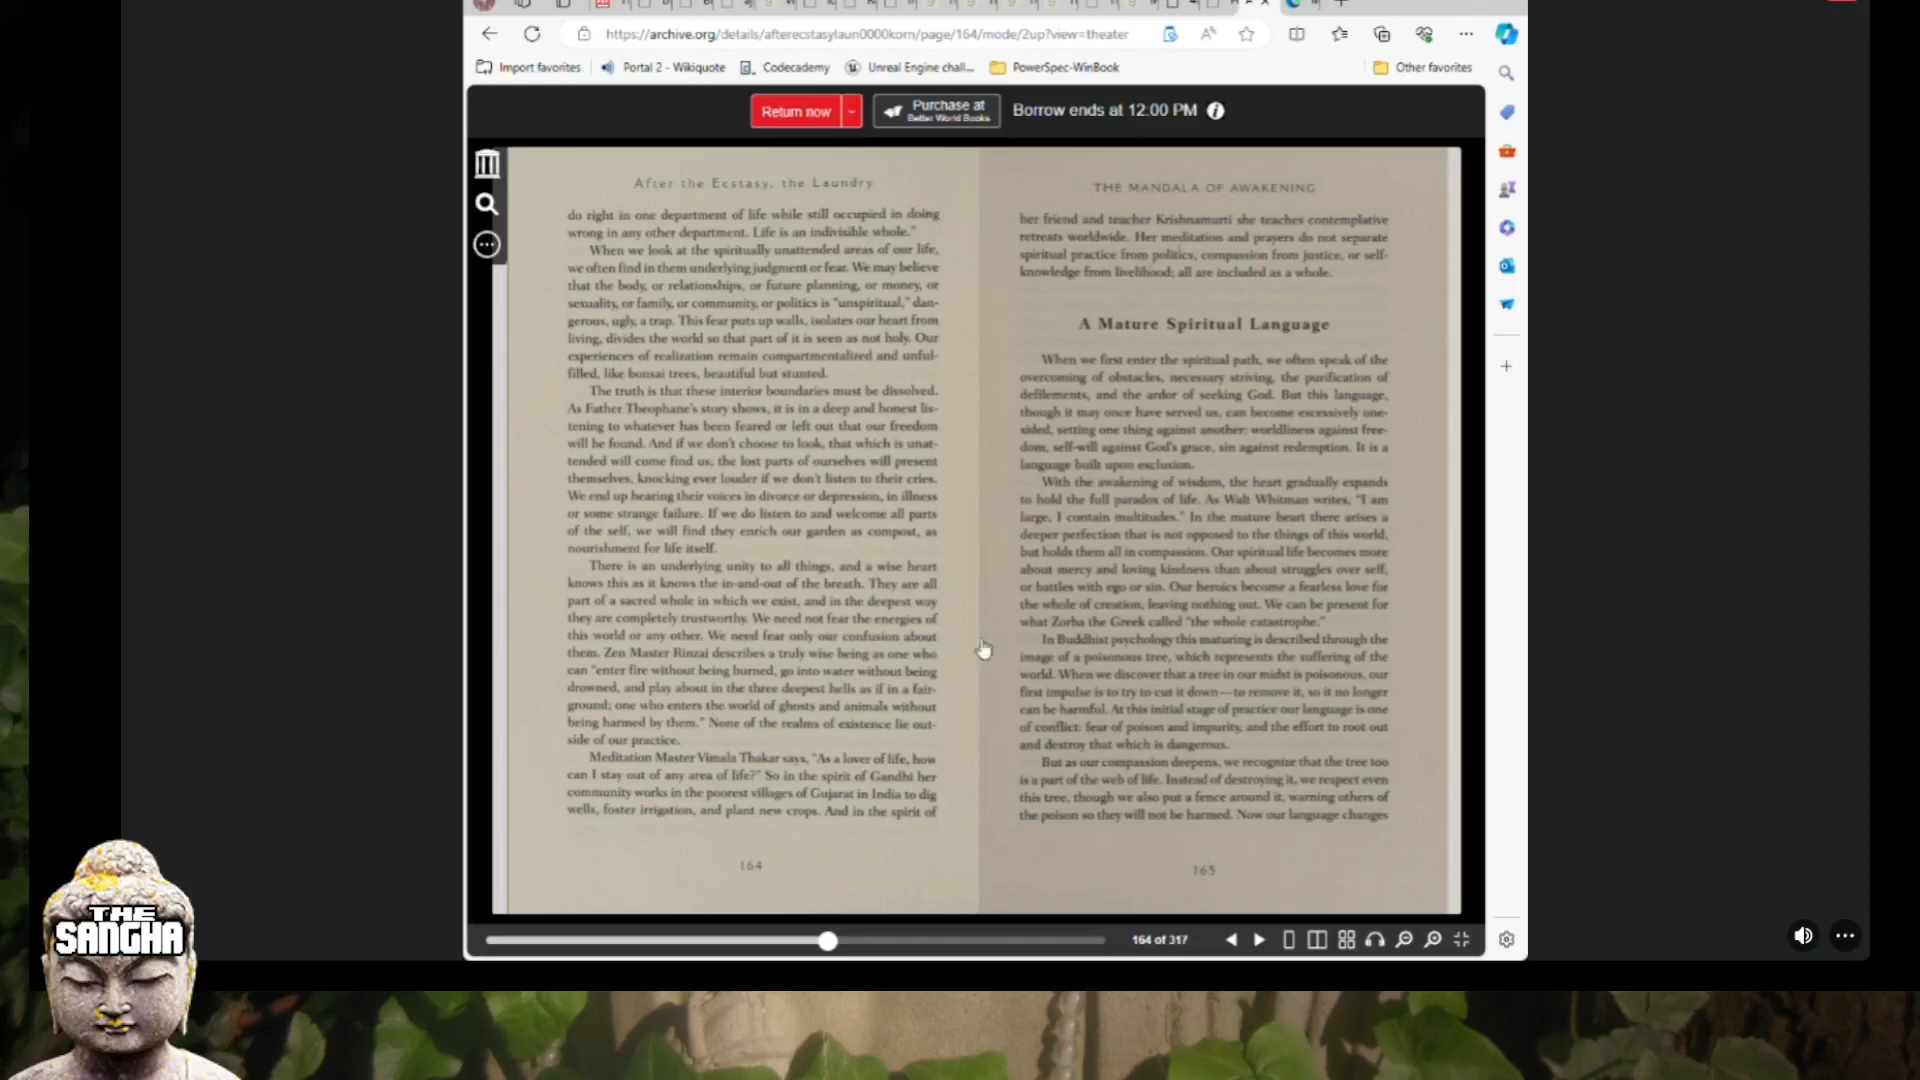 https://archive.org/details/afterecstasylaun0000korn/page/164/mode/2up?view=theater
Import favorites
Portal 2 - Wikiquote
Codecademy
Unreal Engine chall...
PowerSpec-WinBook
Other favorites
Return now
Purchase at
Better World Books
Borrow ends at 12:00 PM
After the Ecstasy, the Laundry
do right in one department of life while still occupied in doing
wrong in any other department. Life is an indivisible whole."
When we look at the spiritually unattended areas of our life,
we often find in them underlying judgment or fear. We may believe
that the body, or relationships, or future planning, or money, or
sexuality, or family, or community, or politics is "unspiritual," dan-
gerous, ugly, a trap. This fear puts up walls, isolates our heart from
living, divides the world so that part of it is seen as not holy. Our
experiences of realization remain compartmentalized and unful-
filled, like bonsai trees, beautiful but stunted.
The truth is that these interior boundaries must be dissolved.
As Father Theophane's story shows, it is in a deep and honest lis-
tening to whatever has been feared or left out that our freedom
will be found. And if we don't choose to look, that which is unat-
tended will come find us, the lost parts of ourselves will present
themselves, knocking ever louder if we don't listen to their cries.
We end up hearing their voices in divorce or depression, in illness
or some strange failure. If we do listen to and welcome all parts
of the self, we will find they enrich our garden as compost, as
nourishment for life itself.
There is an underlying unity to all things, and a wise heart
knows this as it knows the in-and-out of the breath. They are all
part of a sacred whole in which we exist, and in the deepest way
they are completely trustworthy. We need not fear the energies of
this world or any other. We need fear only our confusion about
them. Zen Master Rinzai describes a truly wise being as one who
can "enter fire without being burned, go into water without being
drowned, and play about in the three deepest hells as if in a fair-
ground; one who enters the world of ghosts and animals without
being harmed by them." None of the realms of existence lie out-
side of our practice.
Meditation Master Vimala Thakar says, "As a lover of life, how
can I stay out of any area of life?" So in the spirit of Gandhi her
community works in the poorest villages of Gujarat in India to dig
wells, foster irrigation, and plant new crops. And in the spirit of
164
THE MANDALA OF AWAKENING
her friend and teacher Krishnamurti she teaches contemplative
retreats worldwide. Her meditation and prayers do not separate
spiritual practice from politics, compassion from justice, or self-
knowledge from livelihood; all are included as a whole.
A Mature Spiritual Language
When we first enter the spiritual path, we often speak of the
overcoming of obstacles, necessary striving, the purification of
defilements, and the ardor of seeking God. But this language,
though it may once have served us, can become excessively one-
sided, setting one thing against another: worldliness against free-
dom, self-will against God's grace, sin against redemption. It is a
language built upon exclusion.
With the awakening of wisdom, the heart gradually expands
to hold the full paradox of life. As Walt Whitman writes, "I am
large, I contain multitudes." In the mature heart there arises a
deeper perfection that is not opposed to the things of this world,
but holds them all in compassion. Our spiritual life becomes more
about mercy and loving kindness than about struggles over self,
or battles with ego or sin. Our heroics become a fearless love for
the whole of creation, leaving nothing out. We can be present for
what Zorba the Greek called "the whole catastrophe."
In Buddhist psychology this maturing is described through the
image of a poisonous tree, which represents the suffering of the
world. When we discover that a tree in our midst is poisonous, our
first impulse is to try to cut it down—to remove it, so it no longer
can be harmful. At this initial stage of practice our language is one
of conflict: fear of poison and impurity, and the effort to root out
and destroy that which is dangerous.
But as our compassion deepens, we recognize that the tree too
is a part of the web of life. Instead of destroying it, we respect even
this tree, though we also put a fence around it, warning others of
the poison so they will not be harmed. Now our language changes
165
164 of 317
THE
SANGHA